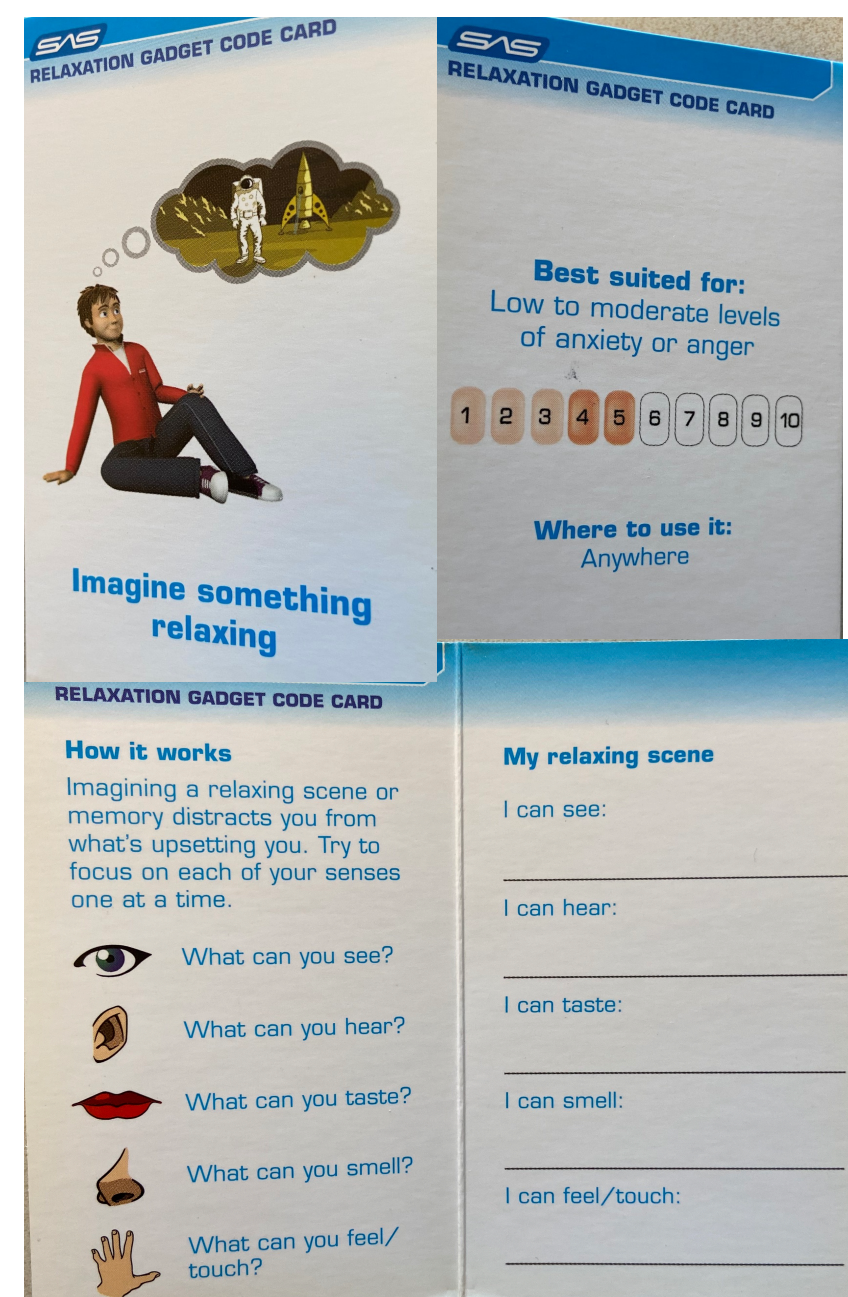 SAS
RELAXATION GADGET CODE CARD
Imagine something
relaxing
SAS
RELAXATION GADGET CODE CARD
Best suited for:
Low to moderate levels
of anxiety or anger
1 2 3 4 5 6 7 8 9 10
Where to use it:
Anywhere
RELAXATION GADGET CODE CARD
How it works
Imagining a relaxing scene or
memory distracts you from
what's upsetting you. Try to
focus on each of your senses
one at a time.
What can you see?
What can you hear?
What can you taste?
What can you smell?
What can you feel/
touch?
My relaxing scene
I can see:
I can hear:
I can taste:
I can smell:
I can feel/touch: